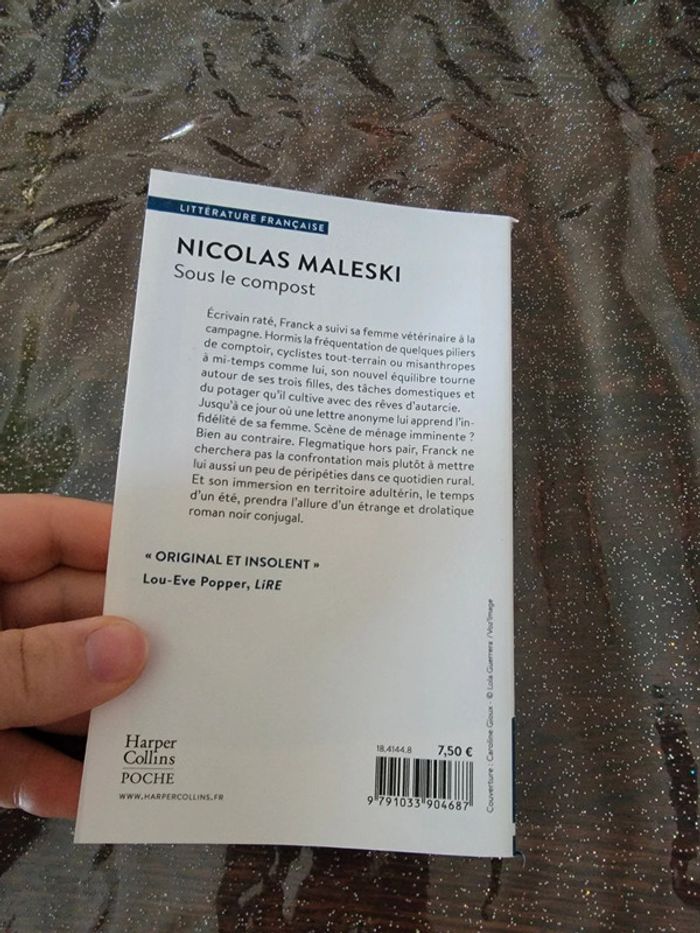 LITTÉRATURE FRANÇAISE
NICOLAS MALESKI
Sous le compost
Écrivain raté, Franck a suivi sa femme vétérinaire à la
campagne. Hormis la fréquentation de quelques piliers
de comptoir, cyclistes tout-terrain ou misanthropes
à mi-temps comme lui, son nouvel équilibre tourne
autour de ses trois filles, des tâches domestiques et
du potager qu'il cultive avec des rêves d'autarcie.
Jusqu'à ce jour où une lettre anonyme lui apprend l'in-
fidélité de sa femme. Scène de ménage imminente ?
Bien au contraire. Flegmatique hors pair, Franck ne
cherchera pas la confrontation mais plutôt à mettre
lui aussi un peu de péripéties dans ce quotidien rural.
Et son immersion en territoire adultérin, le temps
d'un été, prendra l'allure d'un étrange et drolatique
roman noir conjugal.
« ORIGINAL ET INSOLENT »
Lou-Eve Popper, LiRE
Harper
Collins
POCHE
WWW.HARPERCOLLINS.FR
18.4144.8
7,50 €
9 791033 904687
Couverture : Caroline Gioux - © Lola Guerrera /Voz'Image